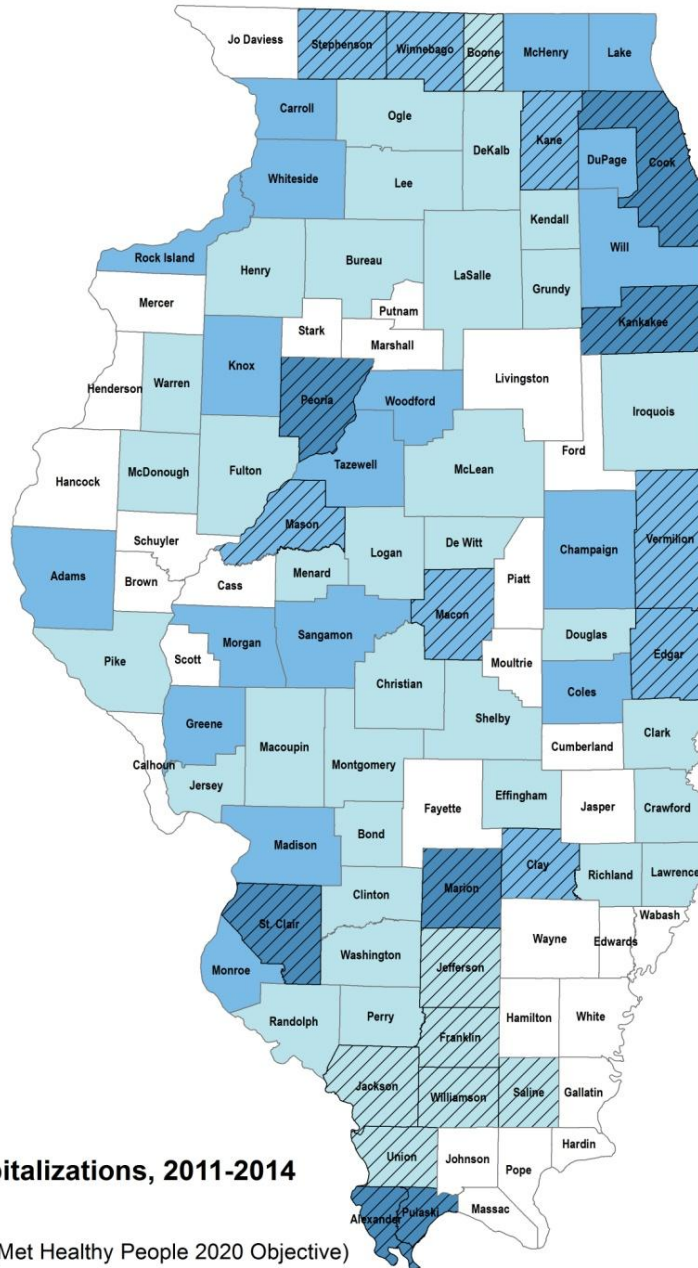 Jo Daviess
Stephenson
Winnebago
Boone
McHenry
Lake
Carroll
Ogle
DeKalb
Kane
DuPage
Cook
Whiteside
Lee
Kendall
Will
Rock Island
Henry
Bureau
LaSalle
Grundy
Mercer
Putnam
Stark
Marshall
Kankakee
Henderson
Warren
Knox
Peoria
Woodford
Livingston
Iroquois
Ford
Hancock
McDonough
Fulton
Tazewell
McLean
Schuyler
Mason
Logan
De Witt
Champaign
Vermilion
Adams
Brown
Cass
Menard
Piatt
Macon
Pike
Scott
Morgan
Sangamon
Moultrie
Douglas
Edgar
Christian
Coles
Greene
Macoupin
Shelby
Clark
Calhoun
Jersey
Montgomery
Cumberland
Fayette
Effingham
Jasper
Crawford
Madison
Bond
Clay
Richland
Lawrence
Clinton
Marion
St. Clair
Wabash
Wayne
Edwards
Washington
Jefferson
Monroe
Randolph
Perry
Hamilton
White
Franklin
Jackson
Williamson
Saline
Gallatin
Union
Johnson
Pope
Hardin
italizations, 2011-2014
Alexander
Pulaski
Massac
Met Healthy People 2020 Objective)